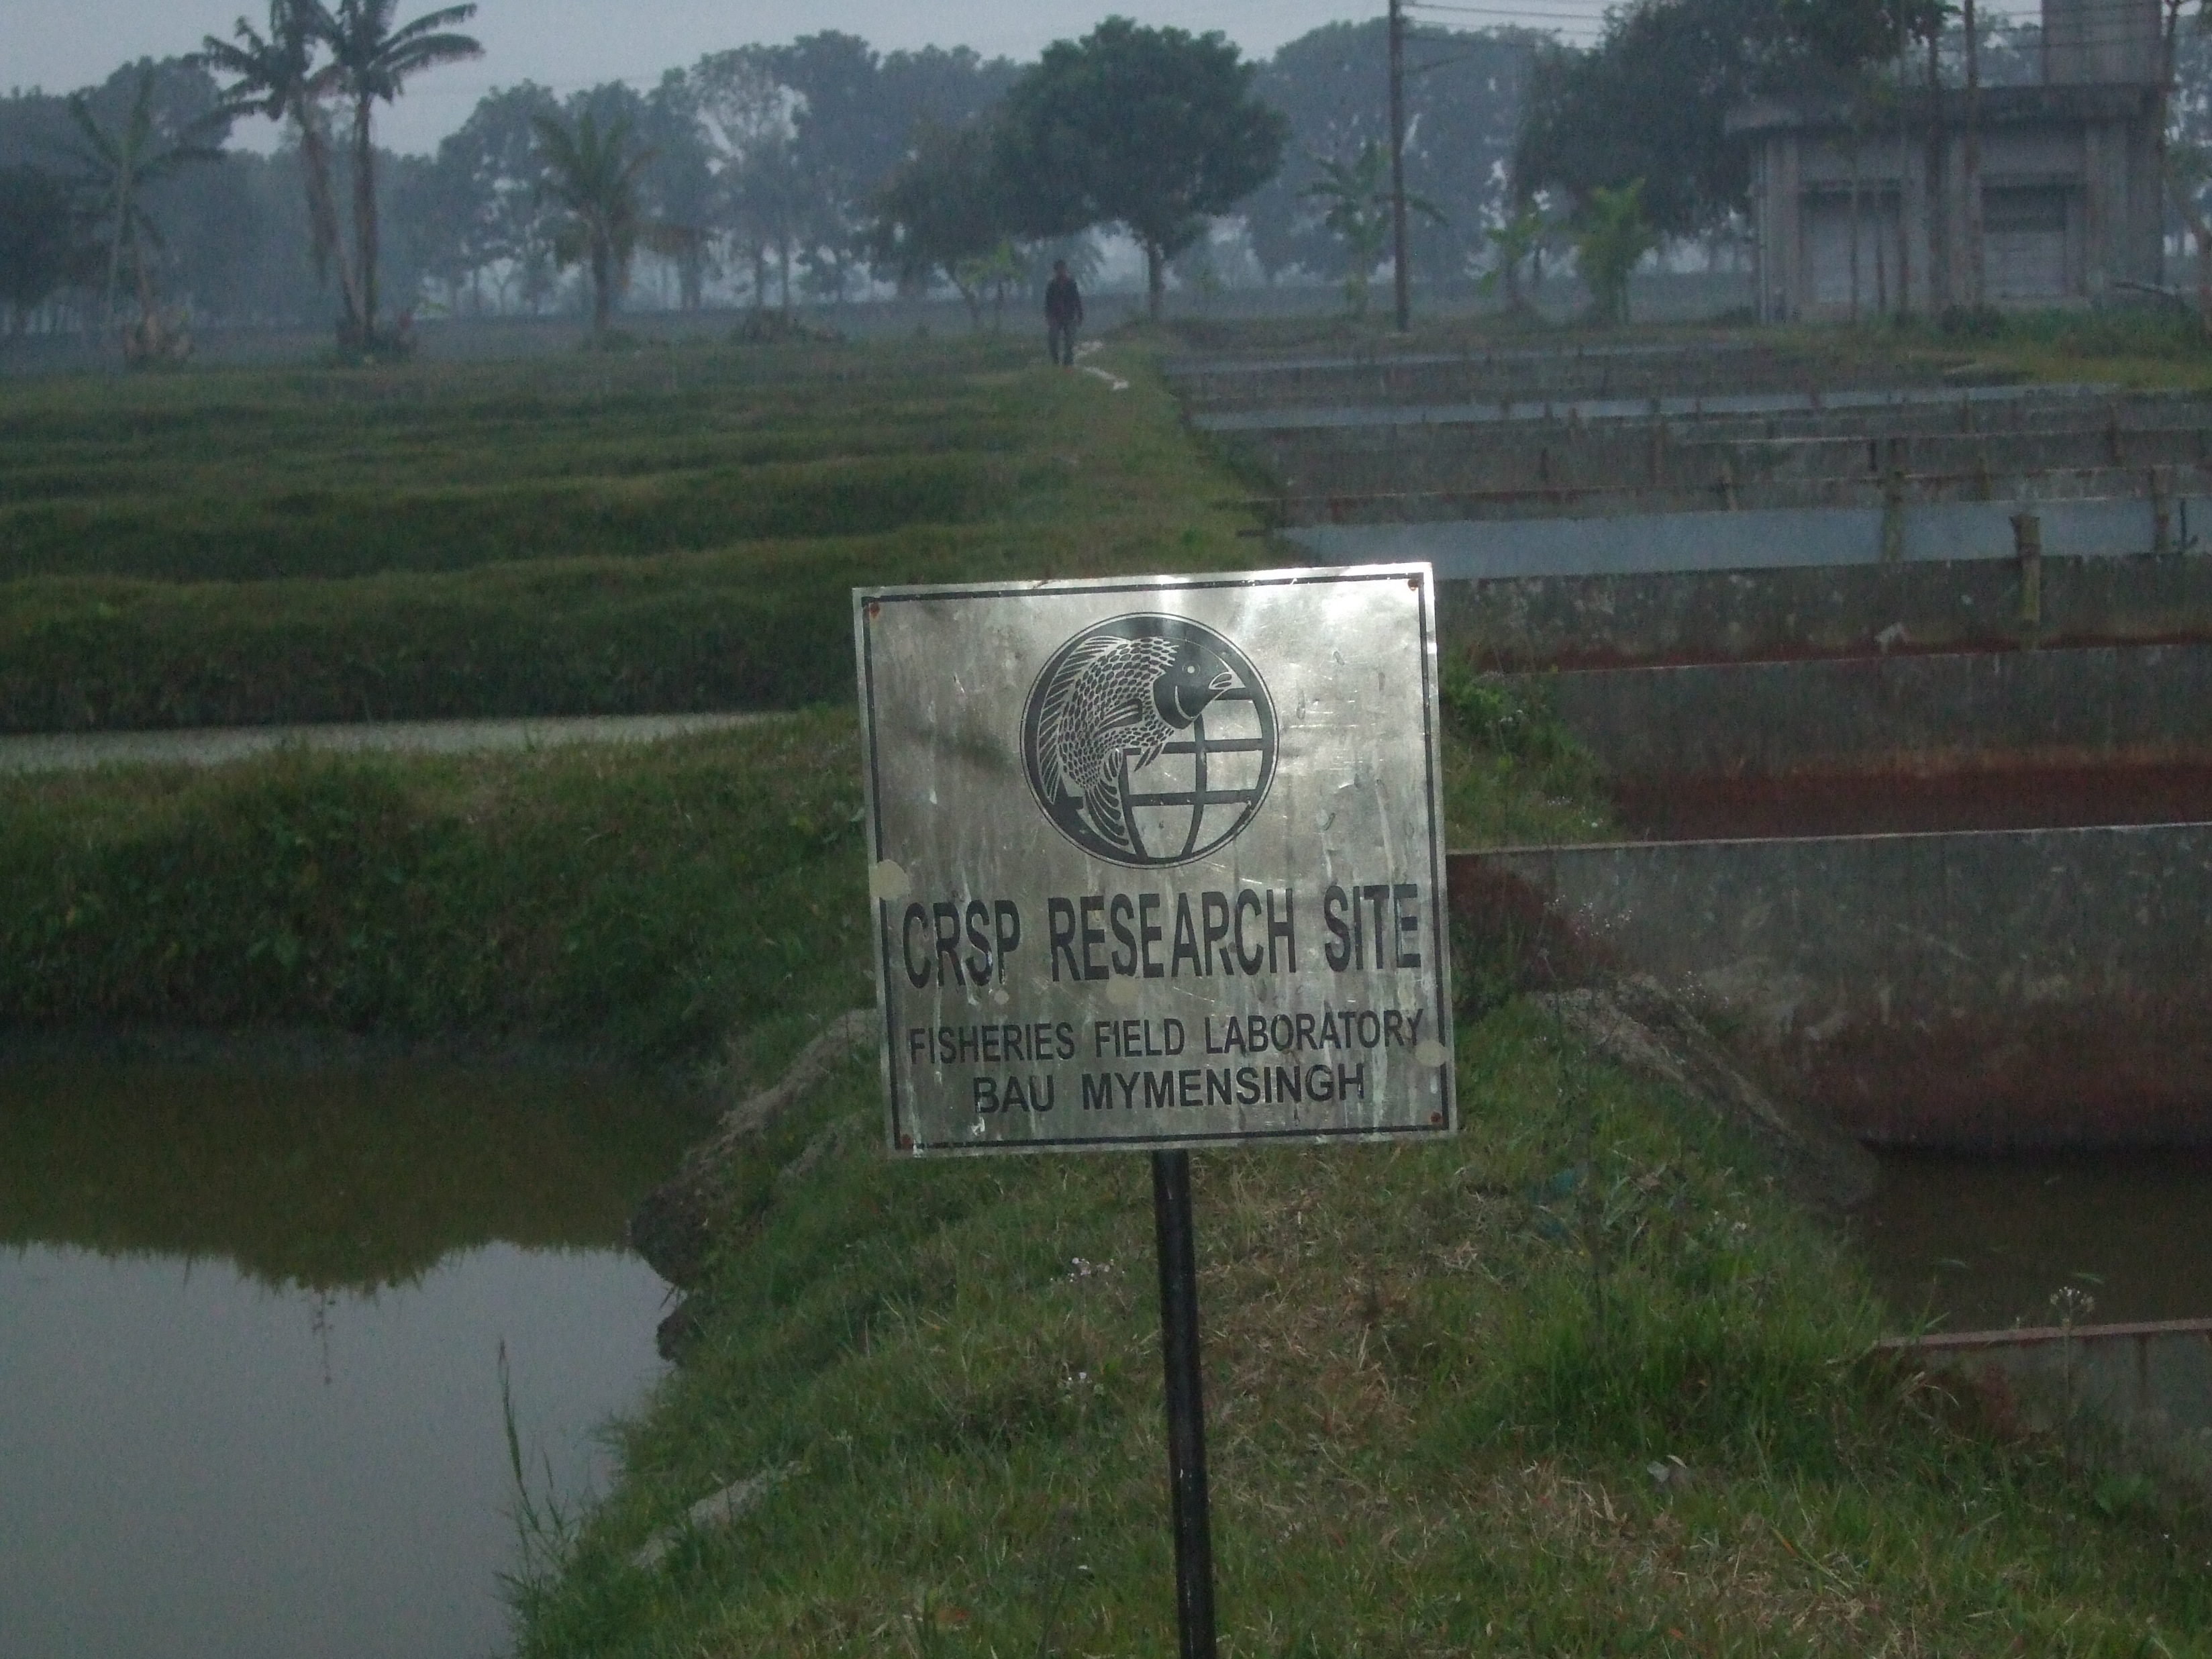 CRSP RESEARCH SITE
FISHERIES FIELD LABORATORY
BAU MYMENSINGH